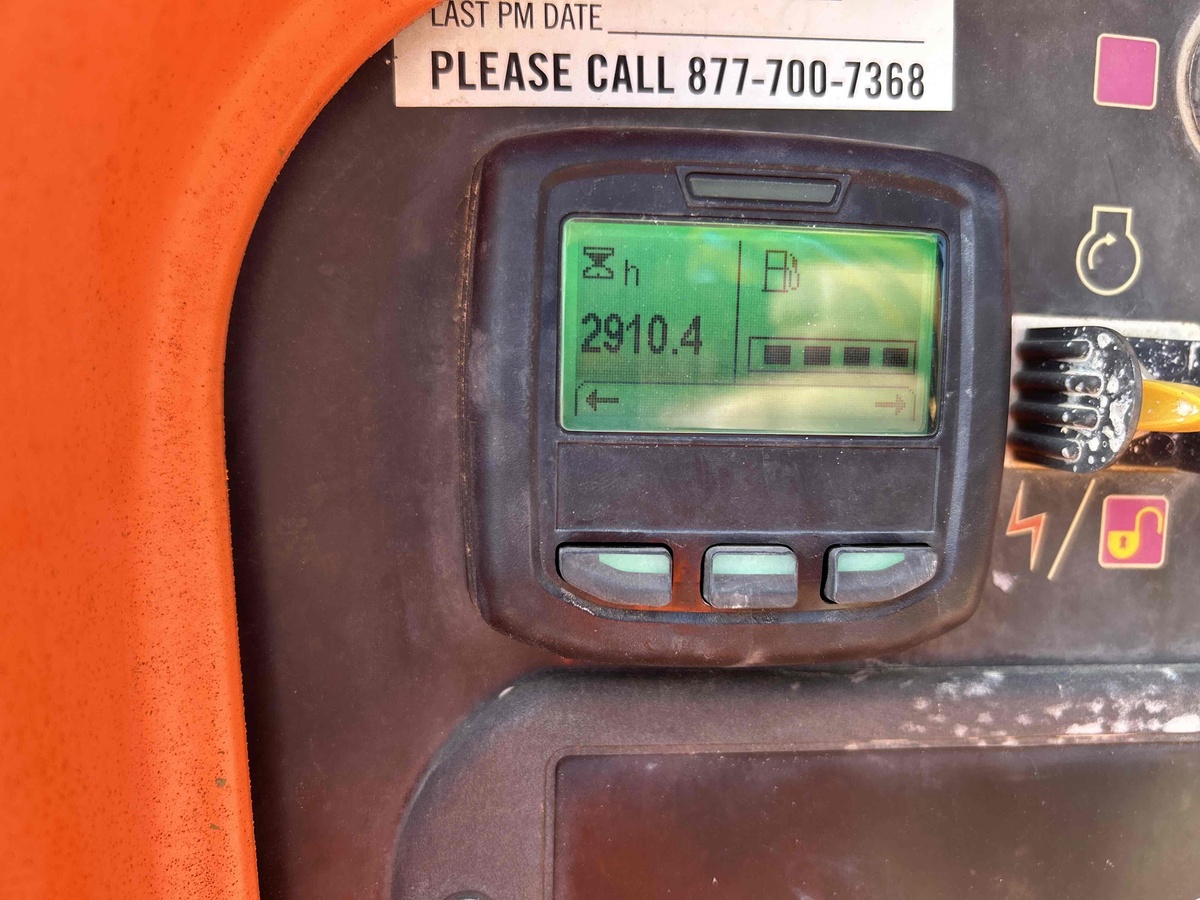 LAST PM DATE
PLEASE CALL 877-700-7368
h
2910.4